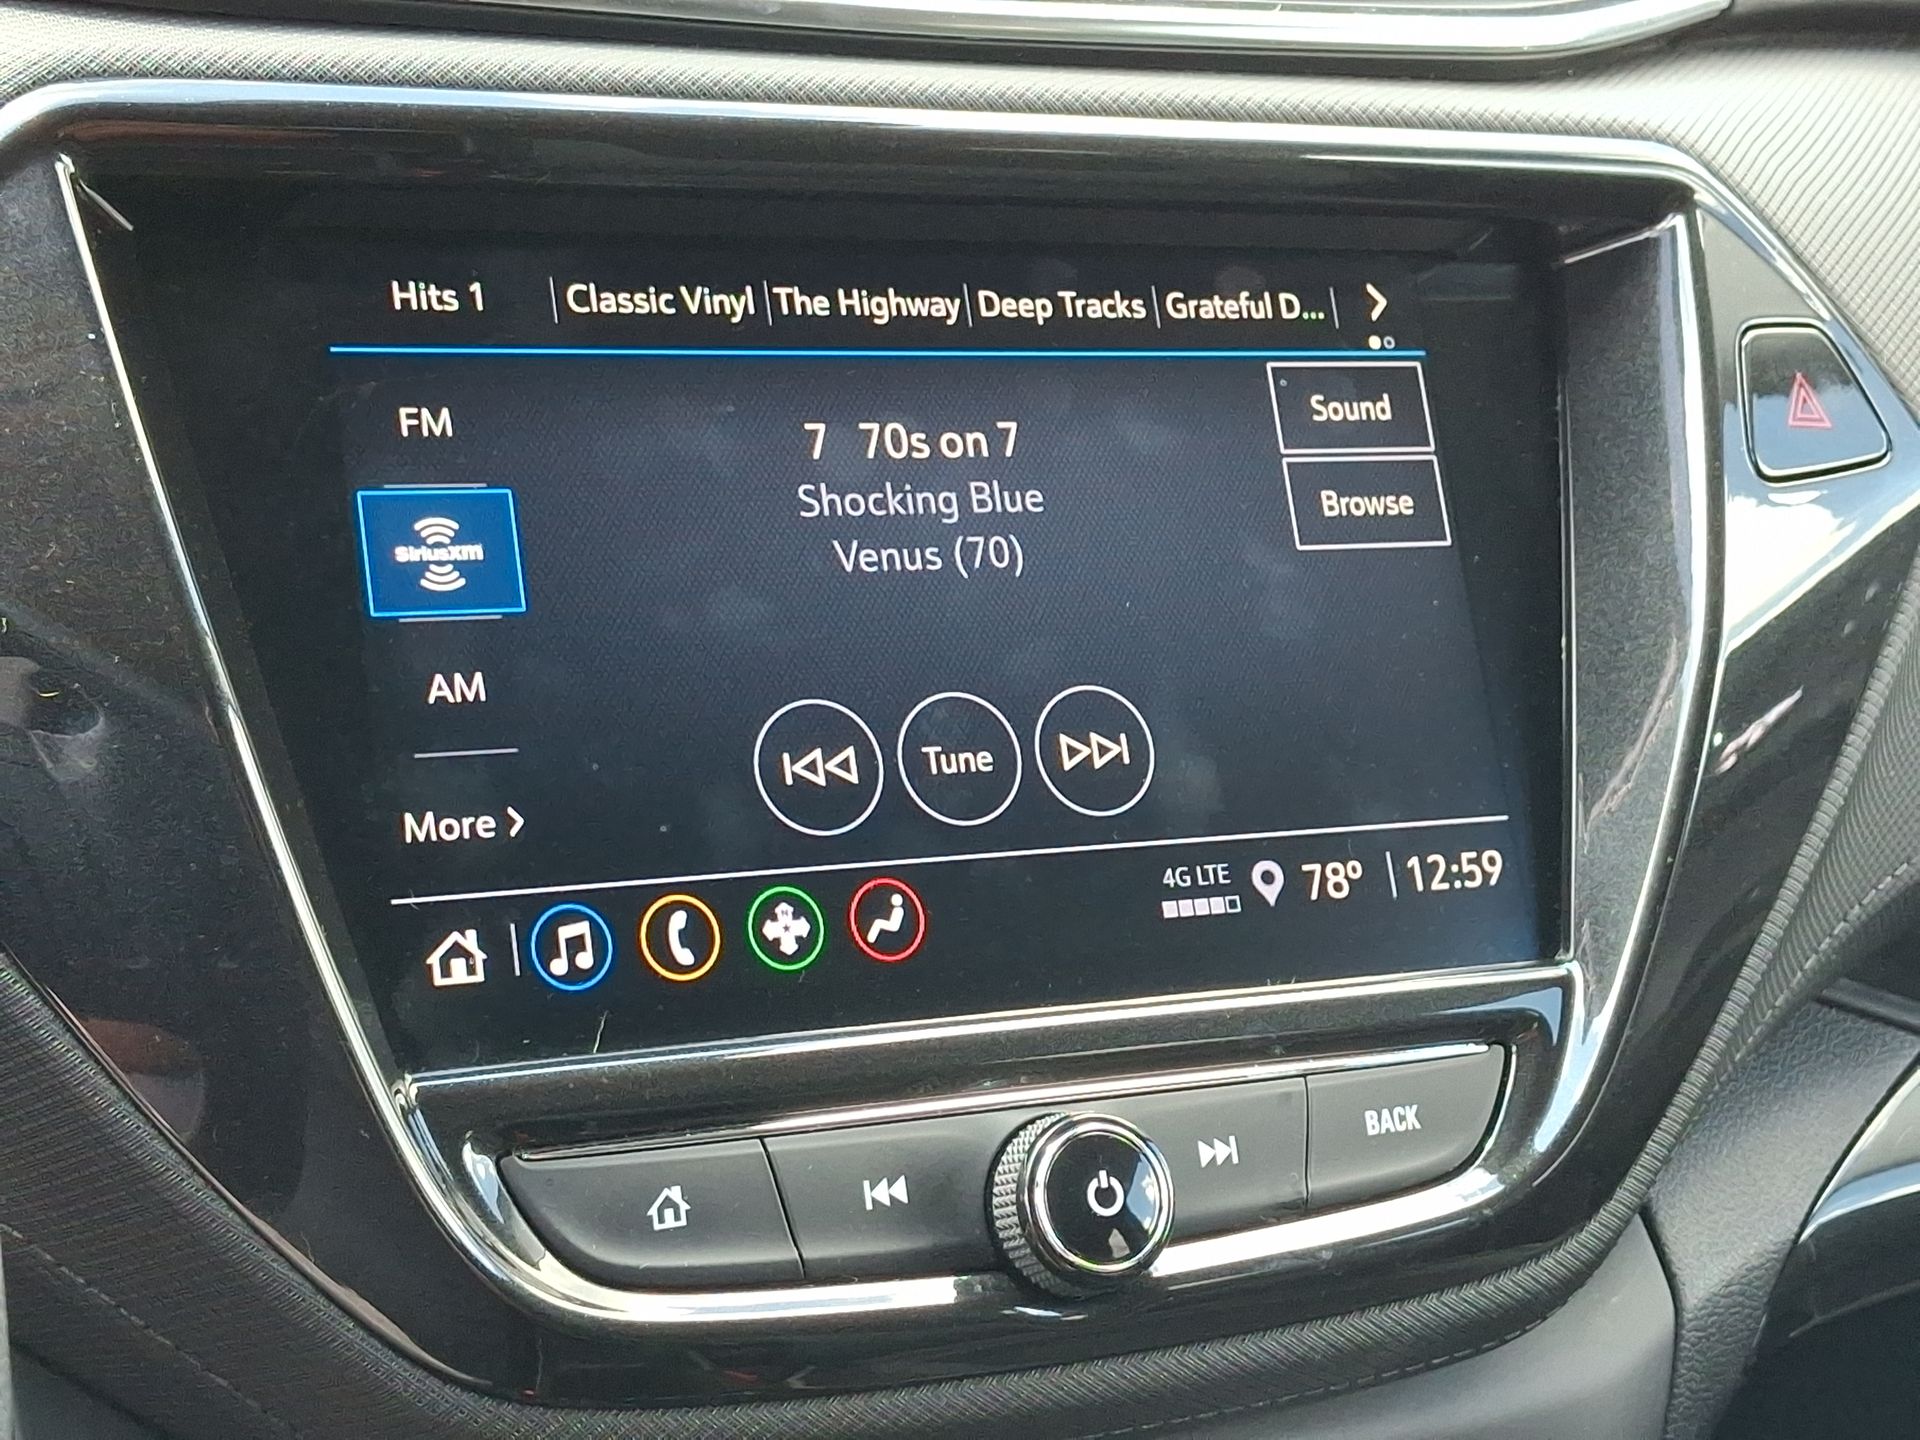 Hits 1 Classic Vinyl The Highway Deep Tracks Grateful D...
FM
Sound
7 70s on 7
Shocking Blue
Browse
SiriusXM
Venus (70)
AM
Tune
More
4G LTE 78° 12:59
BACK